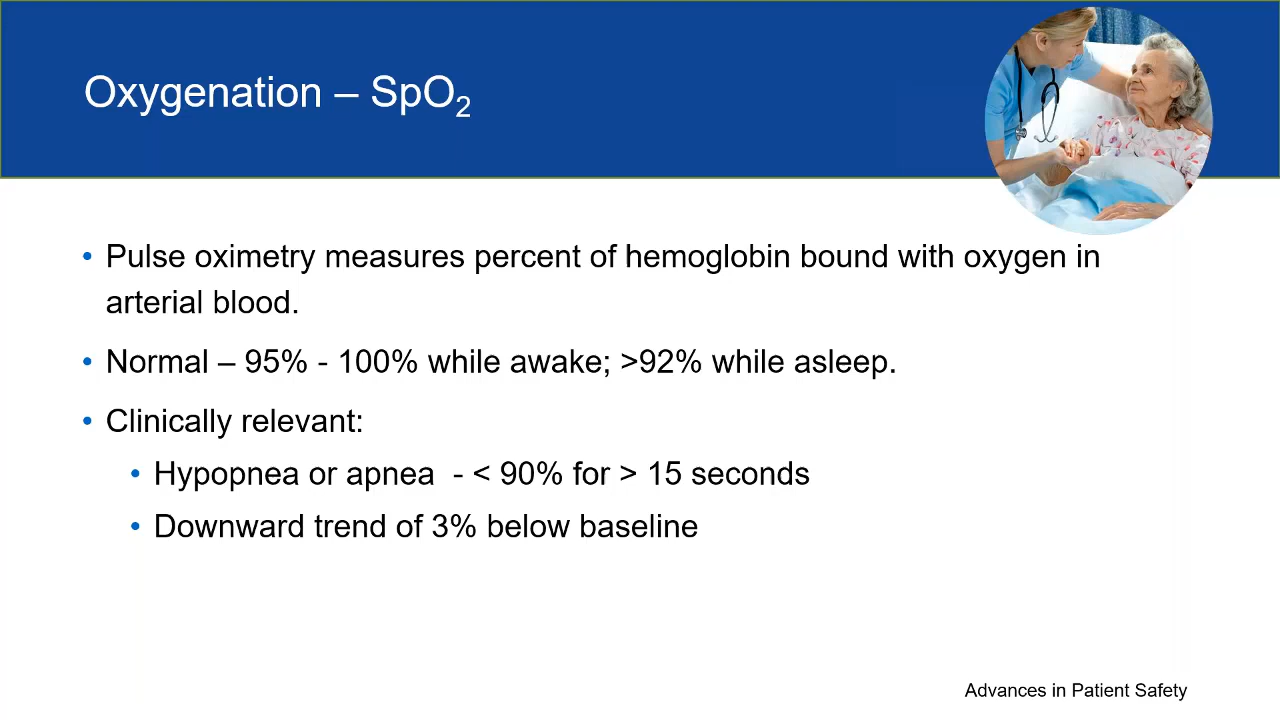 Oxygenation – SpO₂
• Pulse oximetry measures percent of hemoglobin bound with oxygen in
arterial blood.
• Normal – 95% - 100% while awake; >92% while asleep.
• Clinically relevant:
• Hypopnea or apnea - < 90% for > 15 seconds
• Downward trend of 3% below baseline
Advances in Patient Safety